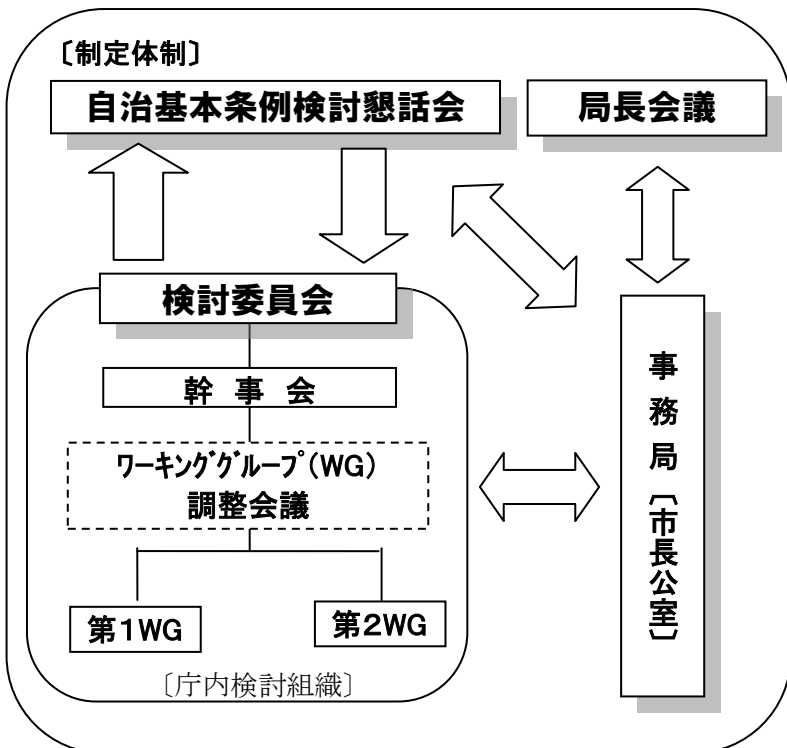 〔制定体制〕
自治基本条例検討懇話会
局長会議
検討委員会
幹 事 会
ﾜｰｷﾝｸﾞｸﾞﾙｰﾌﾟ(WG)
調整会議
第1WG
第2WG
〔庁内検討組織〕
事務局〔市長公室〕